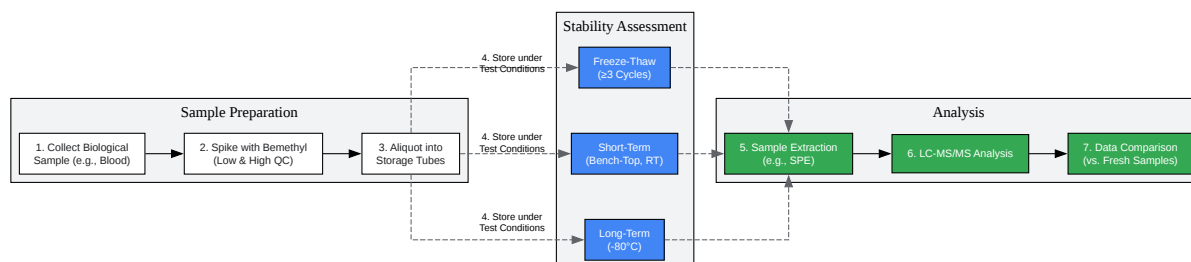 Sample Preparation
1. Collect Biological
Sample (e.g., Blood)
2. Spike with Bemethyl
(Low & High QC)
3. Aliquot into
Storage Tubes
4. Store under
Test Conditions
4. Store under
Test Conditions
4. Store under
Test Conditions
Stability Assessment
Freeze-Thaw
(≥3 Cycles)
Short-Term
(Bench-Top, RT)
Long-Term
(-80°C)
Analysis
5. Sample Extraction
(e.g., SPE)
6. LC-MS/MS Analysis
7. Data Comparison
(vs. Fresh Samples)